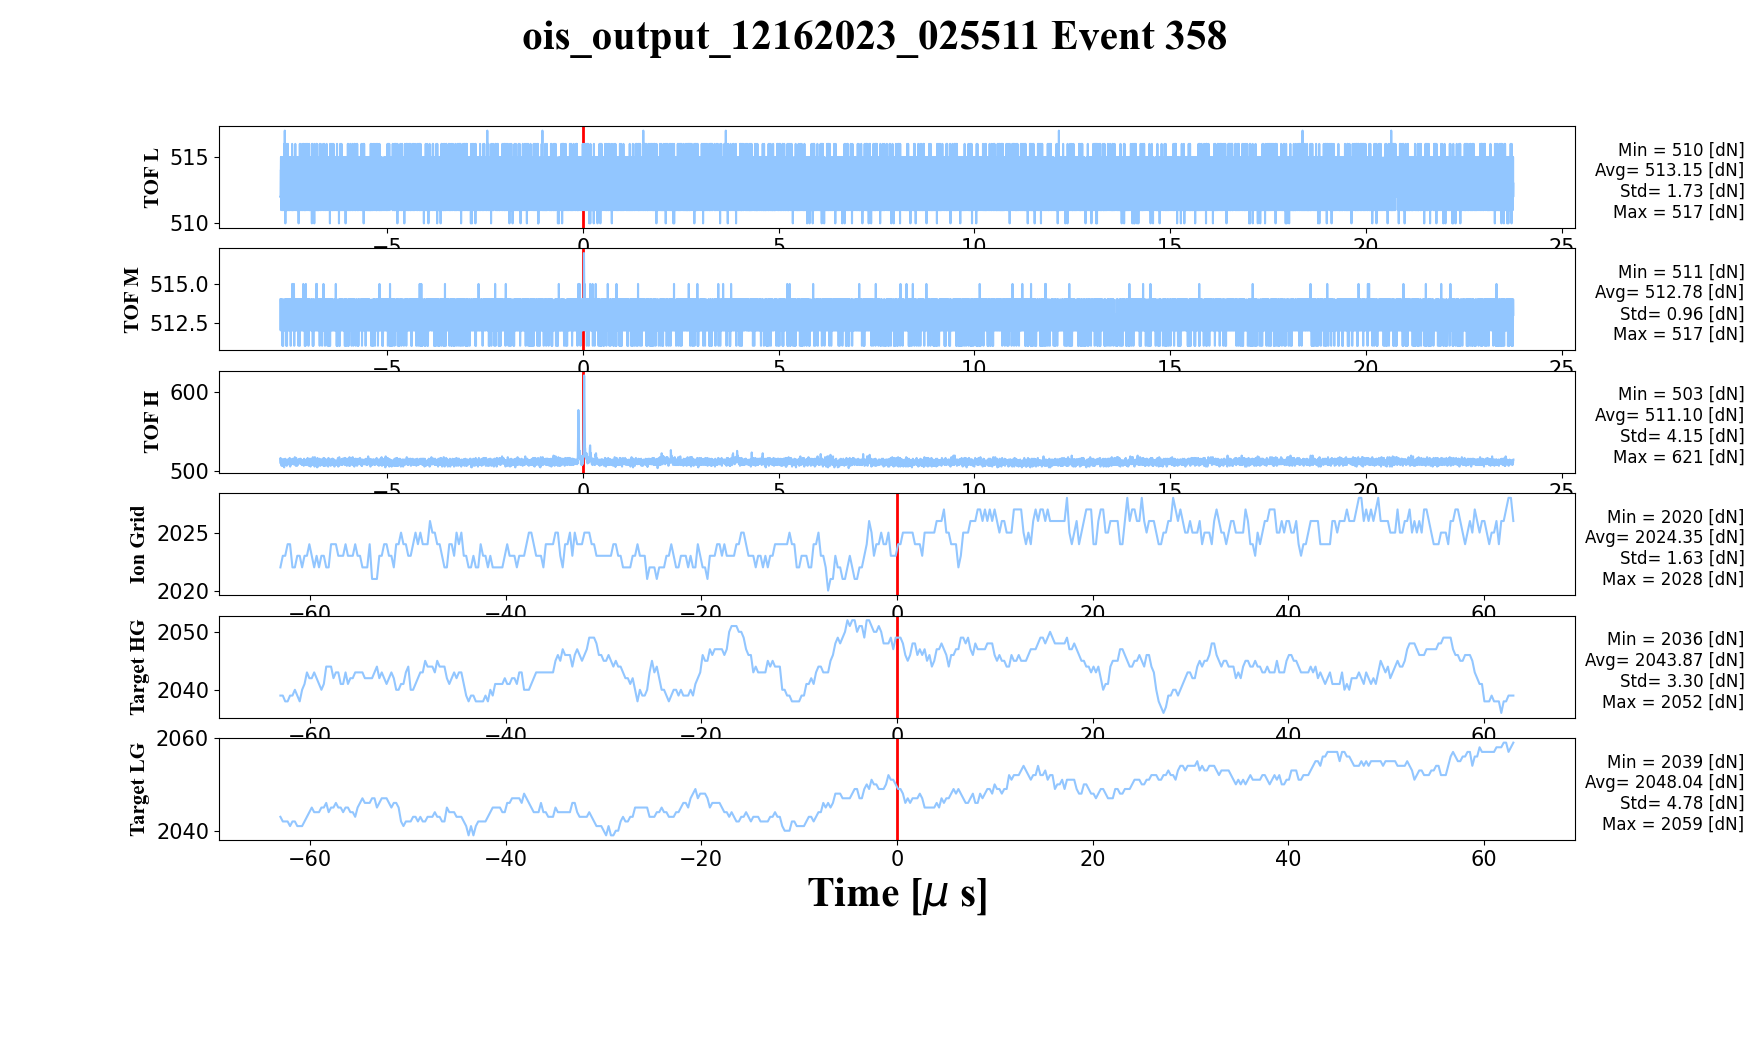 ois_output_12162023_025511 Event 358
TOF L
515
510
−5 0 5 10 15 20 25
Min = 510 [dN]
Avg= 513.15 [dN]
Std= 1.73 [dN]
Max = 517 [dN]
TOF M
515.0
512.5
−5 0 5 10 15 20 25
Min = 511 [dN]
Avg= 512.78 [dN]
Std= 0.96 [dN]
Max = 517 [dN]
TOF H
600
500
−5 0 5 10 15 20 25
Min = 503 [dN]
Avg= 511.10 [dN]
Std= 4.15 [dN]
Max = 621 [dN]
Ion Grid
2025
2020
−60 −40 −20 0 20 40 60
Min = 2020 [dN]
Avg= 2024.35 [dN]
Std= 1.63 [dN]
Max = 2028 [dN]
Target HG
2050
2040
−60 −40 −20 0 20 40 60
Min = 2036 [dN]
Avg= 2043.87 [dN]
Std= 3.30 [dN]
Max = 2052 [dN]
Target LG
2060
2040
−60 −40 −20 0 20 40 60
Min = 2039 [dN]
Avg= 2048.04 [dN]
Std= 4.78 [dN]
Max = 2059 [dN]
Time [μ s]